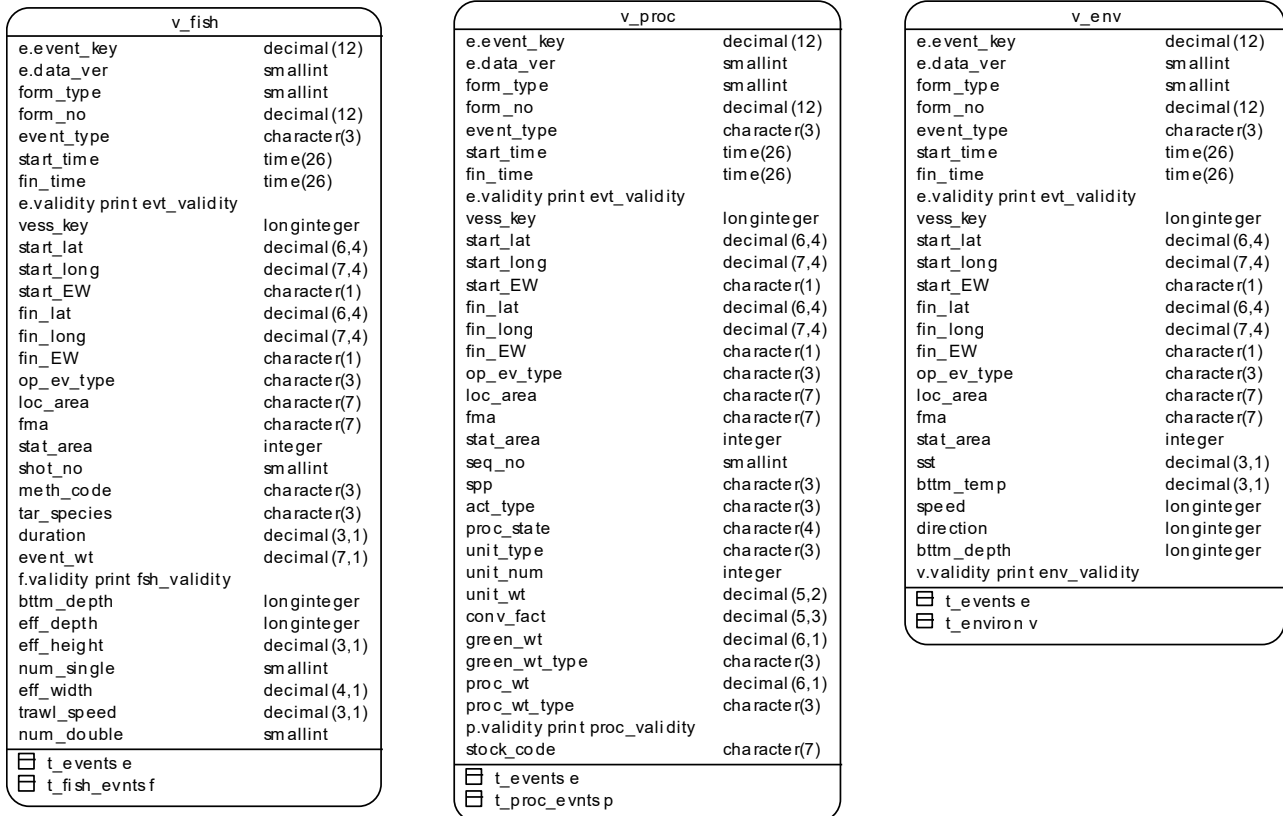 v_fish
e.event_key decimal(12)
e.data_ver smallint
form_type smallint
form_no decimal(12)
event_type character(3)
start_time time(26)
fin_time time(26)
e.validity print evt_validity
vess_key longinteger
start_lat decimal(6,4)
start_long decimal(7,4)
start_EW character(1)
fin_lat decimal(6,4)
fin_long decimal(7,4)
fin_EW character(1)
op_ev_type character(3)
loc_area character(7)
fma character(7)
stat_area integer
shot_no smallint
meth_code character(3)
tar_species character(3)
duration decimal(3,1)
event_wt decimal(7,1)
f.validity print fsh_validity
bttm_depth longinteger
eff_depth longinteger
eff_height decimal(3,1)
num_single smallint
eff_width decimal(4,1)
trawl_speed decimal(3,1)
num_double smallint
t_events e
t_fish_evnts f
v_proc
e.event_key decimal(12)
e.data_ver smallint
form_type smallint
form_no decimal(12)
event_type character(3)
start_time time(26)
fin_time time(26)
e.validity print evt_validity
vess_key longinteger
start_lat decimal(6,4)
start_long decimal(7,4)
start_EW character(1)
fin_lat decimal(6,4)
fin_long decimal(7,4)
fin_EW character(1)
op_ev_type character(3)
loc_area character(7)
fma character(7)
stat_area integer
seq_no smallint
spp character(3)
act_type character(3)
proc_state character(4)
unit_type character(3)
unit_num integer
unit_wt decimal(5,2)
conv_fact decimal(5,3)
green_wt decimal(6,1)
green_wt_type character(3)
proc_wt decimal(6,1)
proc_wt_type character(3)
p.validity print proc_validity
stock_code character(7)
t_events e
t_proc_evnts p
v_env
e.event_key decimal(12)
e.data_ver smallint
form_type smallint
form_no decimal(12)
event_type character(3)
start_time time(26)
fin_time time(26)
e.validity print evt_validity
vess_key longinteger
start_lat decimal(6,4)
start_long decimal(7,4)
start_EW character(1)
fin_lat decimal(6,4)
fin_long decimal(7,4)
fin_EW character(1)
op_ev_type character(3)
loc_area character(7)
fma character(7)
stat_area integer
sst decimal(3,1)
bttm_temp decimal(3,1)
speed longinteger
direction longinteger
bttm_depth longinteger
v.validity print env_validity
t_events e
t_environ v